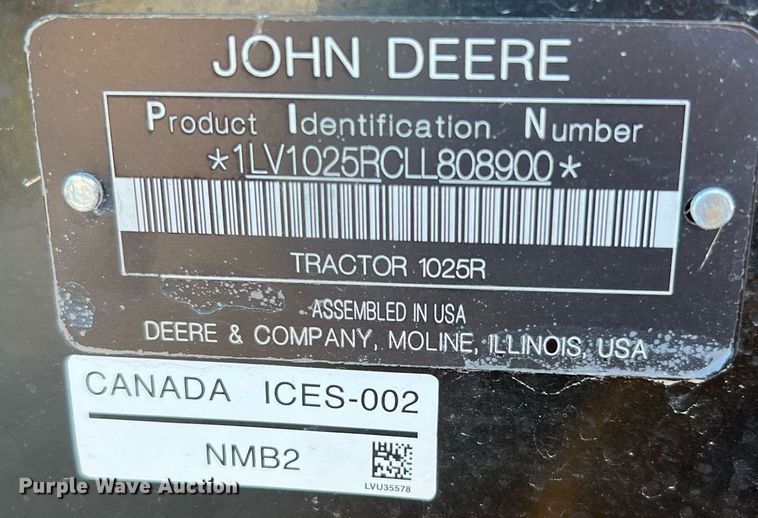 JOHN DEERE
Product Identification Number
*1LV1025RCLL808900*
TRACTOR 1025R
ASSEMBLED IN USA
DEERE & COMPANY, MOLINE, ILLINOIS, USA
CANADA ICES-002
NMB2
LVU35578
Purple Wave Auction